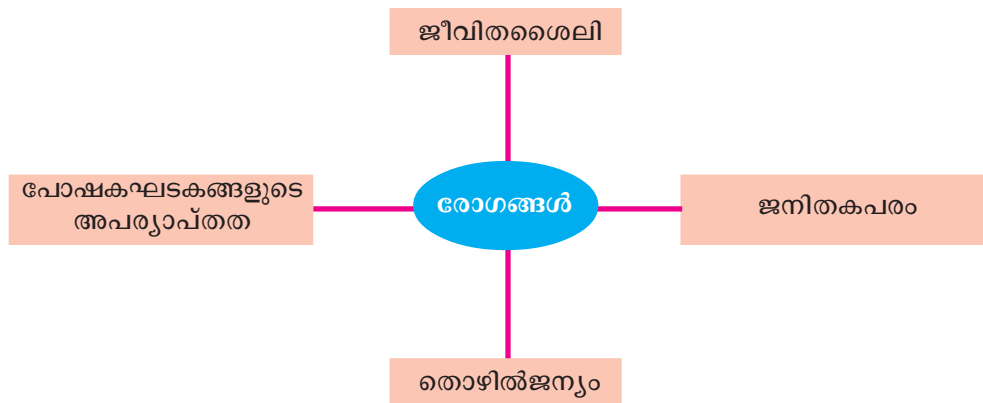 ജീവിതശൈലി
പോഷകഘടകങ്ങളുടെ
അപര്യാപ്തത
രോഗങ്ങൾ
ജനിതകപരം
തൊഴിൽജന്യം